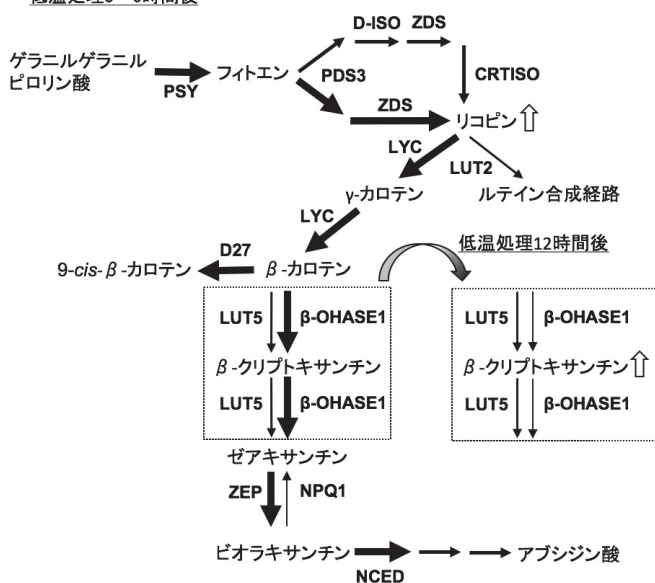 D-ISO ZDS
ゲラニルゲラニル
ピロリン酸
PSY
フィトエン
PDS3
CRTISO
ZDS
リコピン
LYC
LUT2
γ-カロテン
ルテイン合成経路
LYC
低温処理12時間後
D27
9-cis-β-カロテン
β-カロテン
LUT5 β-OHASE1
β-クリプトキサンチン
LUT5 β-OHASE1
LUT5 β-OHASE1
β-クリプトキサンチン
LUT5 β-OHASE1
ゼアキサンチン
ZEP NPQ1
ビオラキサンチン
アブシジン酸
NCED